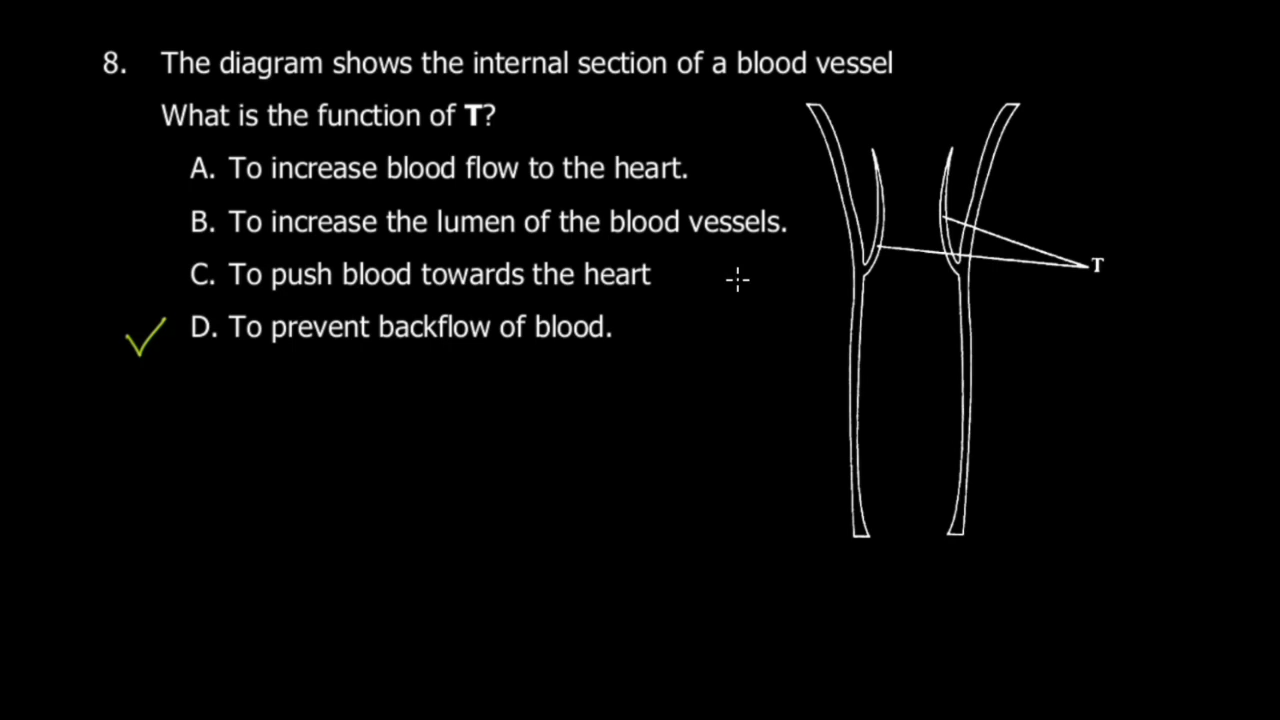 8. The diagram shows the internal section of a blood vessel
What is the function of T?
A. To increase blood flow to the heart.
B. To increase the lumen of the blood vessels.
C. To push blood towards the heart
D. To prevent backflow of blood.
T